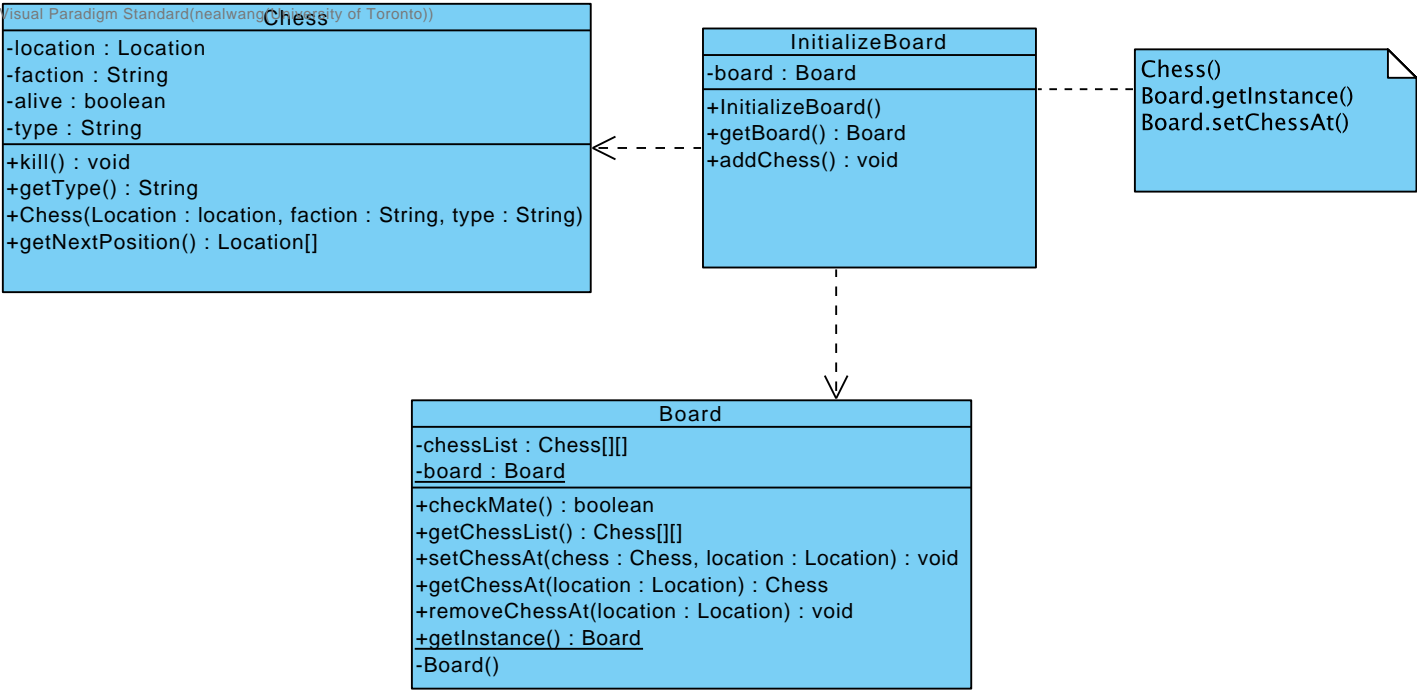 Visual Paradigm Standard(nealwang(University of Toronto))
Chess
-location : Location
-faction : String
-alive : boolean
-type : String
+kill() : void
+getType() : String
+Chess(Location : location, faction : String, type : String)
+getNextPosition() : Location[]
InitializeBoard
-board : Board
+InitializeBoard()
+getBoard() : Board
+addChess() : void
Chess()
Board.getInstance()
Board.setChessAt()
Board
-chessList : Chess[][]
-board : Board
+checkMate() : boolean
+getChessList() : Chess[][]
+setChessAt(chess : Chess, location : Location) : void
+getChessAt(location : Location) : Chess
+removeChessAt(location : Location) : void
+getInstance() : Board
-Board()